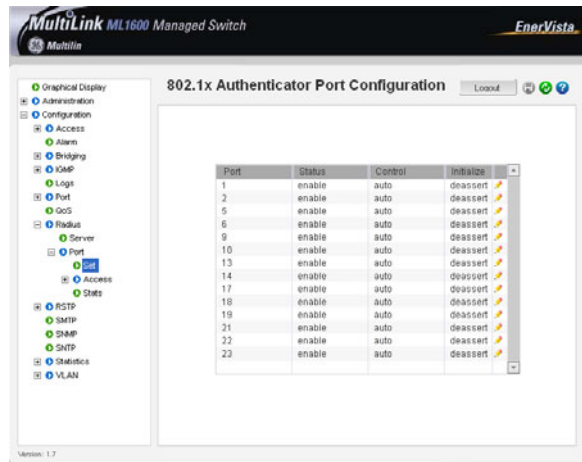 MultiLink ML1600 Managed Switch
EnerVista
Multilin
802.1x Authenticator Port Configuration
Logout
Graphical Display
Administration
Configuration
Access
Alarm
Bridging
IGMP
Logs
Port
QoS
Radius
Server
Port
Set
Access
Stats
RSTP
SMTP
SNMP
SNTP
Statistics
VLAN
Port Status Control Initialize
1 enable auto deassert
2 enable auto deassert
5 enable auto deassert
6 enable auto deassert
9 enable auto deassert
10 enable auto deassert
13 enable auto deassert
14 enable auto deassert
17 enable auto deassert
18 enable auto deassert
19 enable auto deassert
21 enable auto deassert
22 enable auto deassert
23 enable auto deassert
Version: 1.7